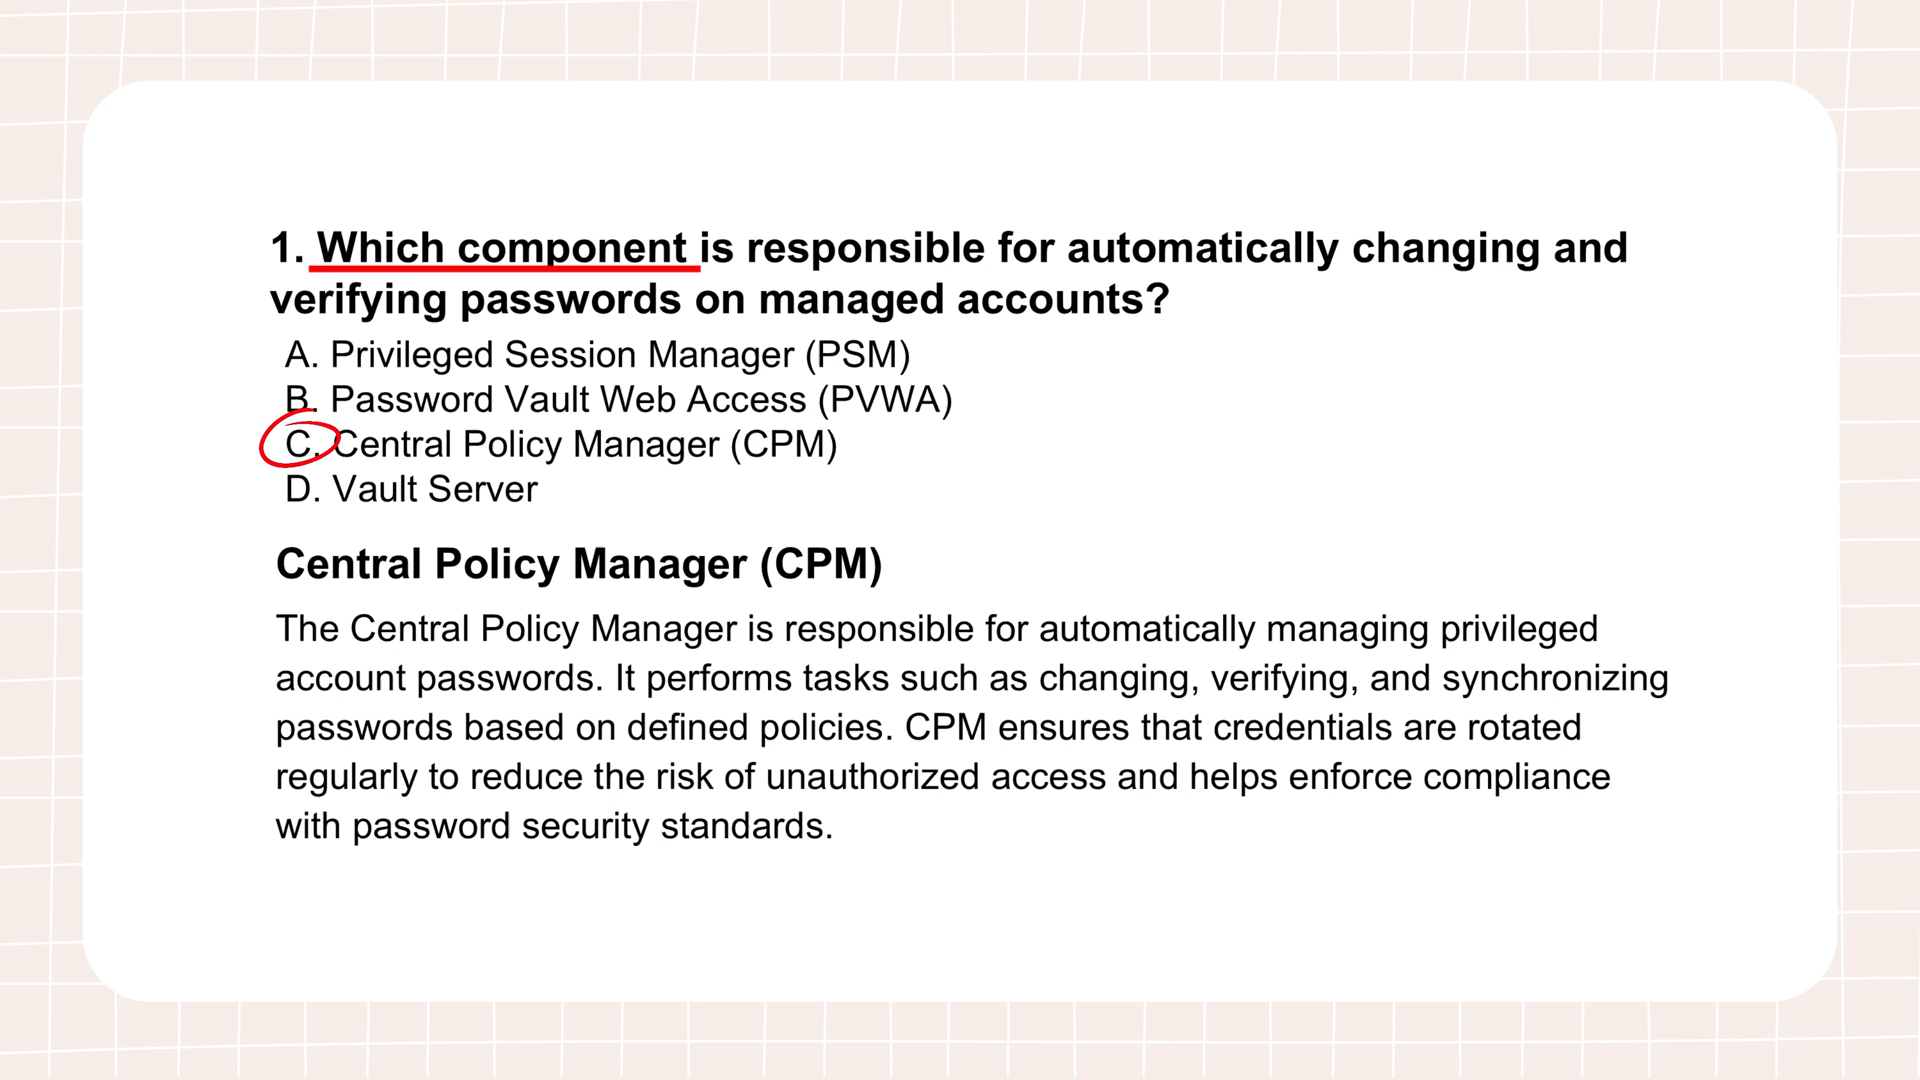 1. Which component is responsible for automatically changing and
verifying passwords on managed accounts?
A. Privileged Session Manager (PSM)
B. Password Vault Web Access (PVWA)
C. Central Policy Manager (CPM)
D. Vault Server
Central Policy Manager (CPM)
The Central Policy Manager is responsible for automatically managing privileged
account passwords. It performs tasks such as changing, verifying, and synchronizing
passwords based on defined policies. CPM ensures that credentials are rotated
regularly to reduce the risk of unauthorized access and helps enforce compliance
with password security standards.